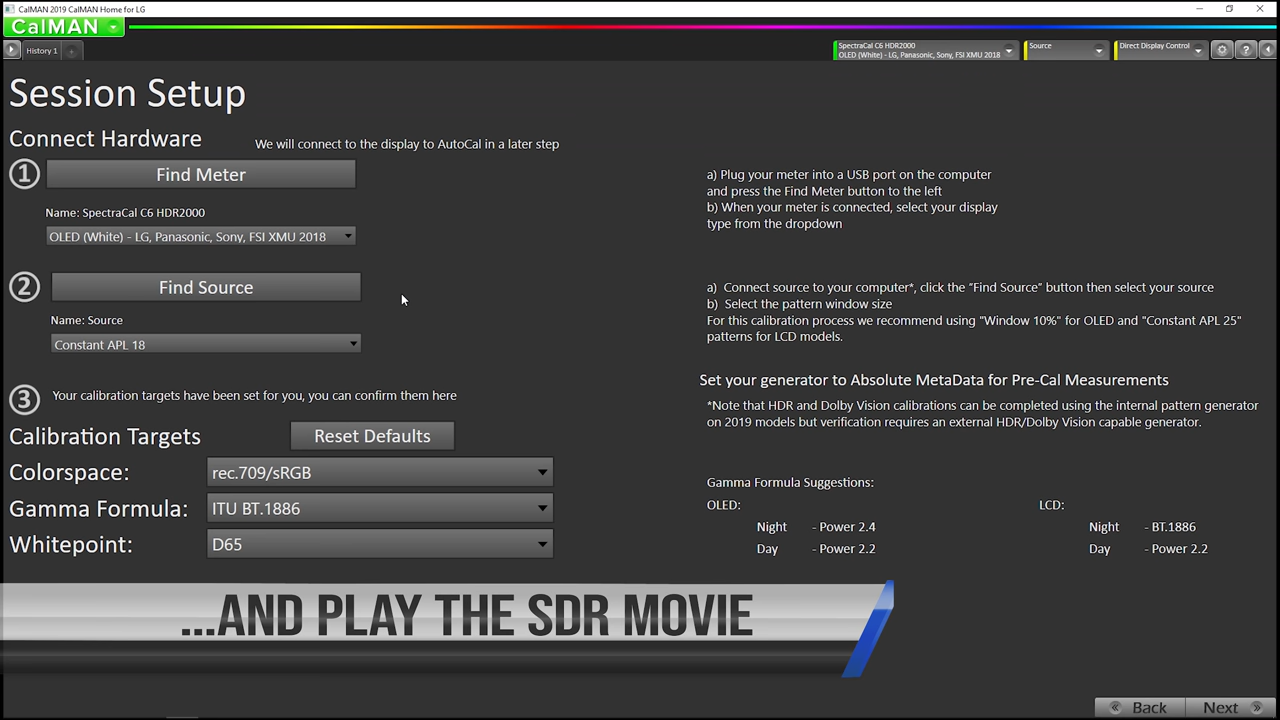 CalMAN 2019 CalMAN Home for LG
CalMAN
History 1
SpectraCal C6 HDR2000
OLED (White) - LG, Panasonic, Sony, FSI XMU 2018
Source
Direct Display Control
Session Setup
Connect Hardware
We will connect to the display to AutoCal in a later step
1
Find Meter
Name: SpectraCal C6 HDR2000
OLED (White) - LG, Panasonic, Sony, FSI XMU 2018
a) Plug your meter into a USB port on the computer
and press the Find Meter button to the left
b) When your meter is connected, select your display
type from the dropdown
2
Find Source
Name: Source
Constant APL 18
a) Connect source to your computer*, click the "Find Source" button then select your source
b) Select the pattern window size
For this calibration process we recommend using "Window 10%" for OLED and "Constant APL 25"
patterns for LCD models.
3
Your calibration targets have been set for you, you can confirm them here
Set your generator to Absolute MetaData for Pre-Cal Measurements
*Note that HDR and Dolby Vision calibrations can be completed using the internal pattern generator
on 2019 models but verification requires an external HDR/Dolby Vision capable generator.
Calibration Targets
Reset Defaults
Colorspace:
rec.709/sRGB
Gamma Formula:
ITU BT.1886
Whitepoint:
D65
Gamma Formula Suggestions:
OLED:
LCD:
Night - Power 2.4
Night - BT.1886
Day - Power 2.2
Day - Power 2.2
...AND PLAY THE SDR MOVIE
« Back
Next »